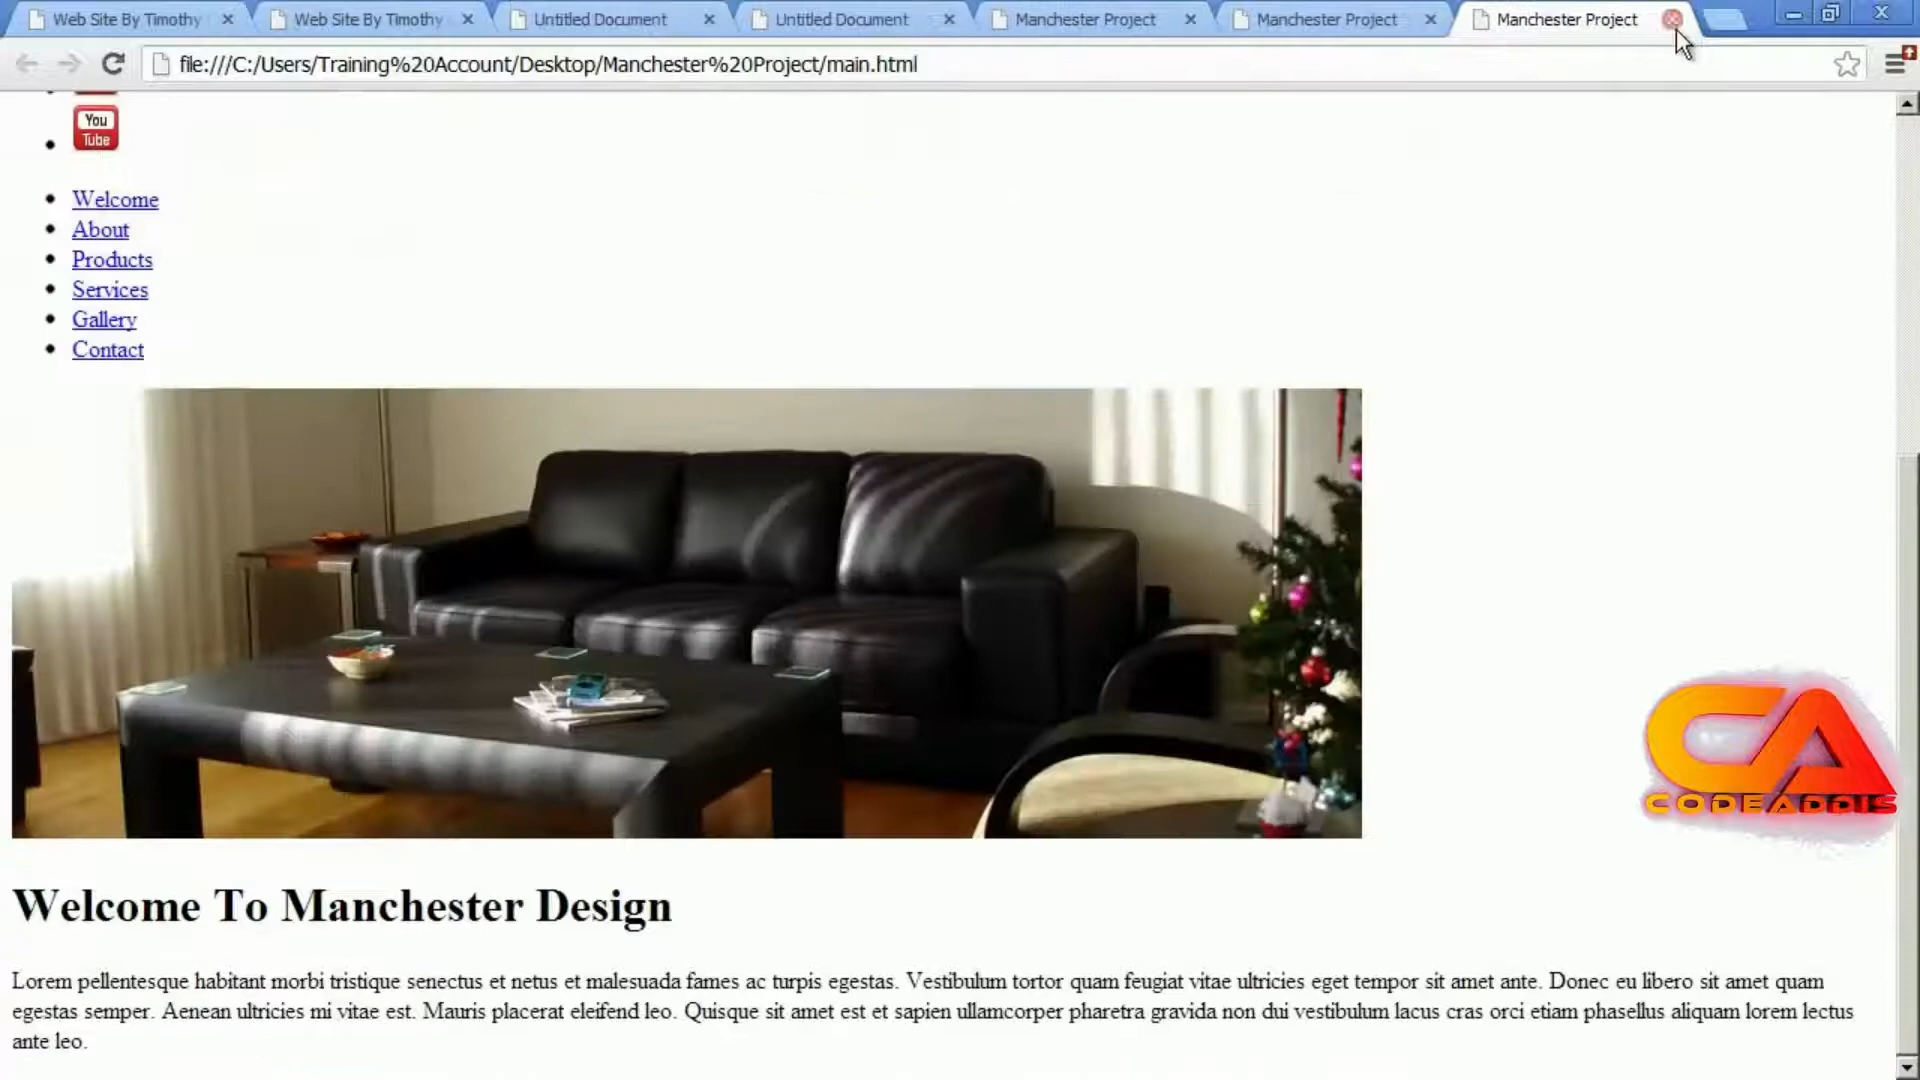 Web Site By Timothy
Web Site By Timothy
Untitled Document
Untitled Document
Manchester Project
Manchester Project
Manchester Project
file:///C:/Users/Training%20Account/Desktop/Manchester%20Project/main.html
You
Tube
Welcome
About
Products
Services
Gallery
Contact
CA
CODEADDIS
Welcome To Manchester Design
Lorem pellentesque habitant morbi tristique senectus et netus et malesuada fames ac turpis egestas. Vestibulum tortor quam feugiat vitae ultricies eget tempor sit amet ante. Donec eu libero sit amet quam
egestas semper. Aenean ultricies mi vitae est. Mauris placerat eleifend leo. Quisque sit amet est et sapien ullamcorper pharetra gravida non dui vestibulum lacus cras orci etiam phasellus aliquam lorem lectus
ante leo.